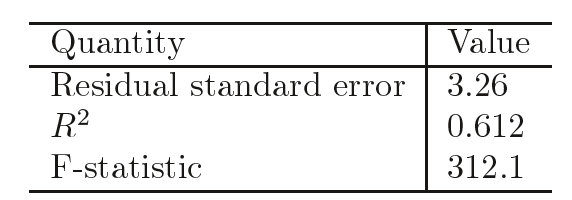 Quantity Value
Residual standard error 3.26
R² 0.612
F-statistic 312.1